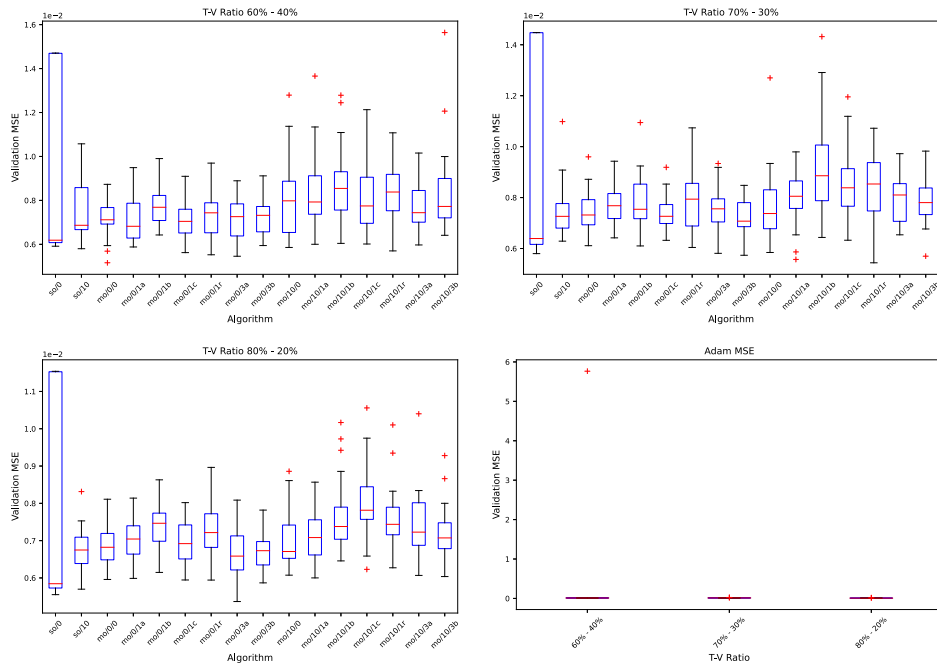 T-V Ratio 60% - 40%
1e−2
1.6
1.4
1.2
1.0
0.8
0.6
Validation MSE
so/0
so/10
mo/0/0
mo/0/1a
mo/0/1b
mo/0/1c
mo/0/1r
mo/0/3a
mo/0/3b
mo/10/0
mo/10/1a
mo/10/1b
mo/10/1c
mo/10/1r
mo/10/3a
mo/10/3b
Algorithm
T-V Ratio 70% - 30%
1e−2
1.4
1.2
1.0
0.8
0.6
Validation MSE
so/0
so/10
mo/0/0
mo/0/1a
mo/0/1b
mo/0/1c
mo/0/1r
mo/0/3a
mo/0/3b
mo/10/0
mo/10/1a
mo/10/1b
mo/10/1c
mo/10/1r
mo/10/3a
mo/10/3b
Algorithm
T-V Ratio 80% - 20%
1e−2
1.1
1.0
0.9
0.8
0.7
0.6
Validation MSE
so/0
so/10
mo/0/0
mo/0/1a
mo/0/1b
mo/0/1c
mo/0/1r
mo/0/3a
mo/0/3b
mo/10/0
mo/10/1a
mo/10/1b
mo/10/1c
mo/10/1r
mo/10/3a
mo/10/3b
Algorithm
Adam MSE
6
5
4
3
2
1
0
Validation MSE
60% - 40%
70% - 30%
80% - 20%
T-V Ratio